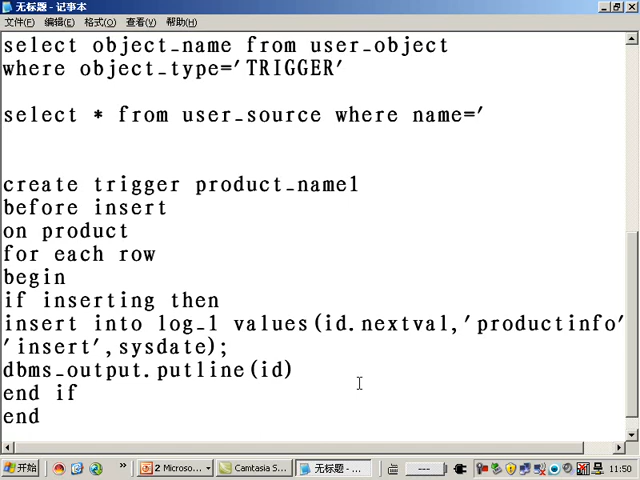 无标题 - 记事本
文件(F) 编辑(E) 格式(O) 查看(V) 帮助(H)
select object_name from user_object
where object_type='TRIGGER'
select * from user_source where name='
create trigger product_name1
before insert
on product
for each row
begin
if inserting then
insert into log_1 values(id.nextval,'productinfo'
'insert',sysdate);
dbms_output.putline(id)
end if
end
开始 » 2 Microso... Camtasia S... 无标题 - ... 11:50